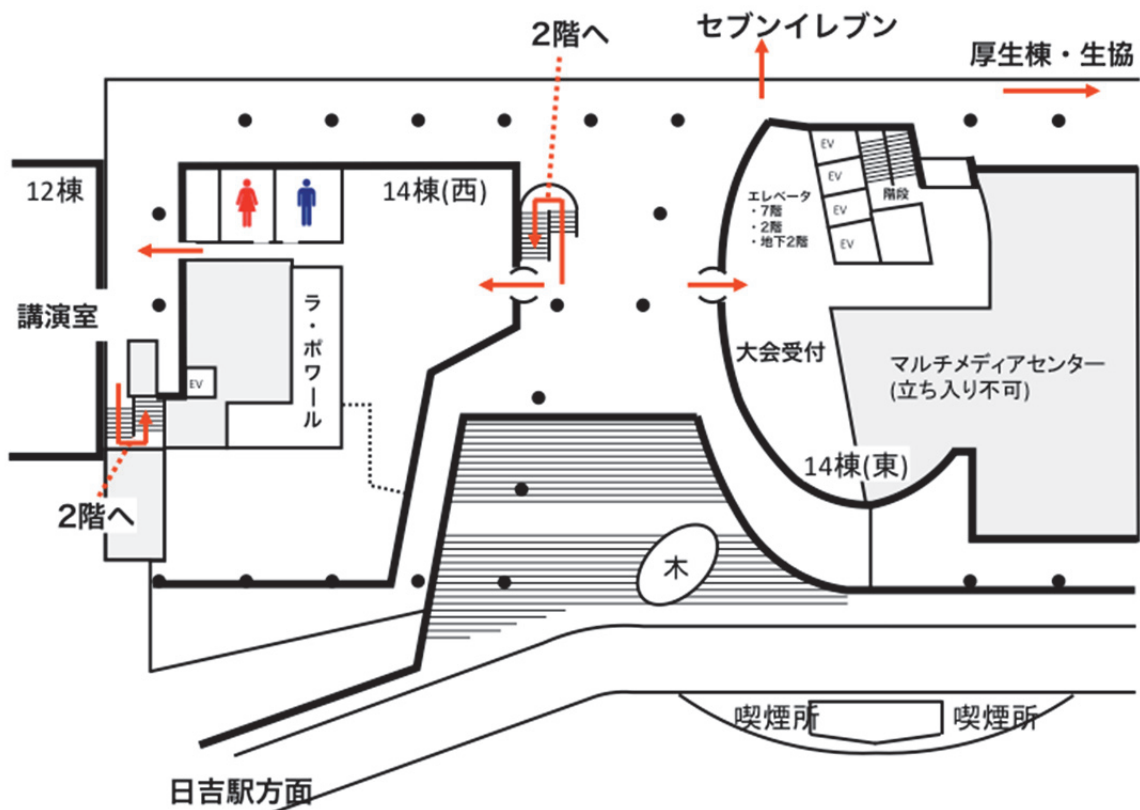 セブンイレブン
2階へ
厚生棟・生協
12棟
14棟(西)
EV
EV
EV
EV
階段
エレベータ
・7階
・2階
・地下2階
講演室
ラ・ポワール
EV
大会受付
マルチメディアセンター
(立ち入り不可)
14棟(東)
2階へ
木
喫煙所
喫煙所
日吉駅方面